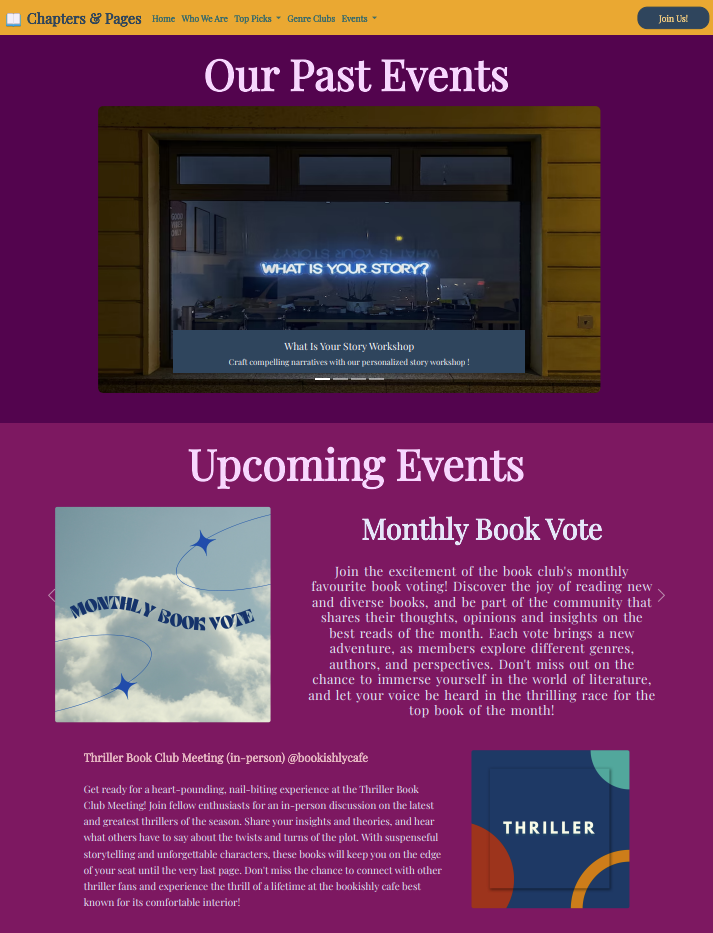 Chapters & Pages Home Who We Are Top Picks Genre Clubs Events Join Us!
Our Past Events
WHAT IS YOUR STORY?
What Is Your Story Workshop
Craft compelling narratives with our personalized story workshop !
Upcoming Events
MONTHLY BOOK VOTE
Monthly Book Vote
Join the excitement of the book club's monthly
favourite book voting! Discover the joy of reading new
and diverse books, and be part of the community that
shares their thoughts, opinions and insights on the
best reads of the month. Each vote brings a new
adventure, as members explore different genres,
authors, and perspectives. Don't miss out on the
chance to immerse yourself in the world of literature,
and let your voice be heard in the thrilling race for the
top book of the month!
Thriller Book Club Meeting (in-person) @bookishlycafe
Get ready for a heart-pounding, nail-biting experience at the Thriller Book
Club Meeting! Join fellow enthusiasts for an in-person discussion on the latest
and greatest thrillers of the season. Share your insights and theories, and hear
what others have to say about the twists and turns of the plot. With suspenseful
storytelling and unforgettable characters, these books will keep you on the edge
of your seat until the very last page. Don't miss the chance to connect with other
thriller fans and experience the thrill of a lifetime at the bookishly cafe best
known for its comfortable interior!
THRILLER